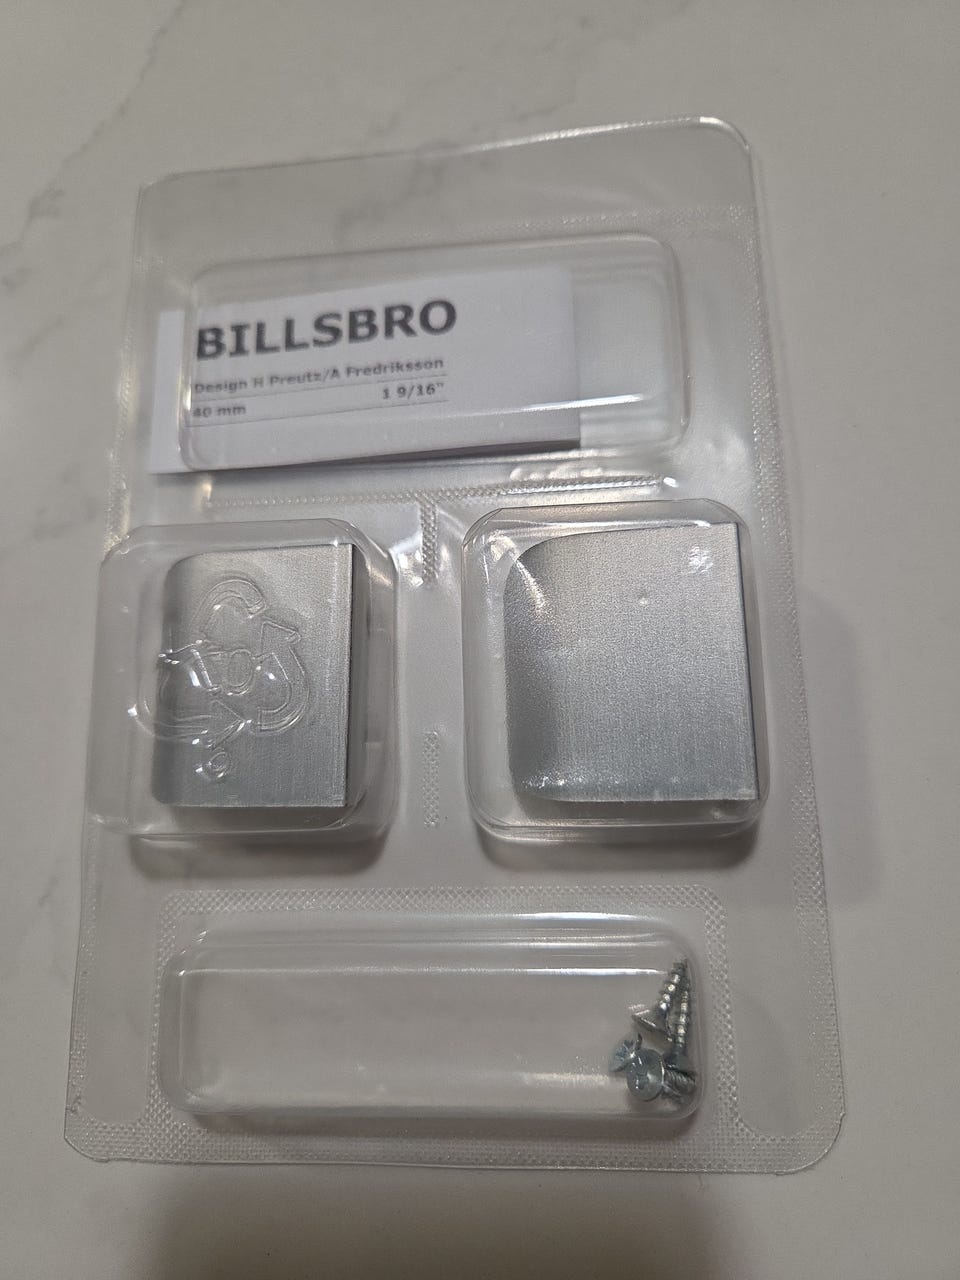 BILLSBRO
Design H Preutz/A Fredriksson
40 mm 1 9/16"